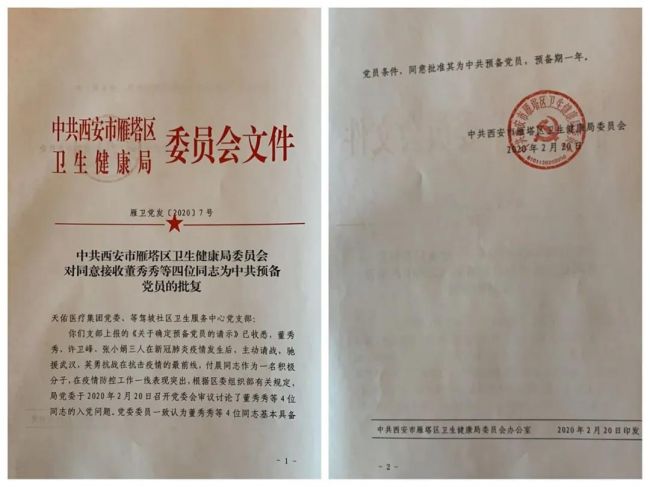 中共西安市雁塔区
卫生健康局
委员会文件
雁卫党发〔2020〕7号
中共西安市雁塔区卫生健康局委员会
对同意接收董秀秀等四位同志为中共预备
党员的批复
天佑医疗集团党委、等驾坡社区卫生服务中心党支部：
你们支部上报的《关于确定预备党员的请示》已收悉，董秀
秀、许卫峰、张小娟三人在新冠肺炎疫情发生后，主动请战，驰
援武汉，英勇抗战在抗击疫情的最前线，付晨同志作为一名积极
分子，在疫情防控工作一线表现突出，根据区委组织部有关规定，
局党委于2020年2月20日召开党委会审议讨论了董秀秀等4位
同志的入党问题。党委委员一致认为董秀秀等4位同志基本具备
- 1 -
党员条件，同意批准其为中共预备党员，预备期一年。
中共西安市雁塔区卫生健康局委员会
2020年2月20日
中共西安市雁塔区卫生健康局委员会办公室 2020年2月20日印发
- 2 -